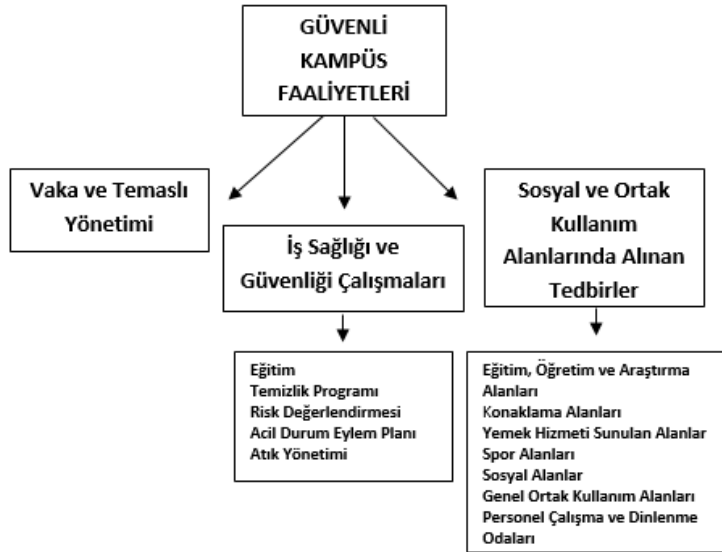 GÜVENLİ
KAMPÜS
FAALİYETLERİ
Vaka ve Temaslı
Yönetimi
İş Sağlığı ve
Güvenliği Çalışmaları
Sosyal ve Ortak
Kullanım
Alanlarında Alınan
Tedbirler
Eğitim
Temizlik Programı
Risk Değerlendirmesi
Acil Durum Eylem Planı
Atık Yönetimi
Eğitim, Öğretim ve Araştırma
Alanları
Konaklama Alanları
Yemek Hizmeti Sunulan Alanlar
Spor Alanları
Sosyal Alanlar
Genel Ortak Kullanım Alanları
Personel Çalışma ve Dinlenme
Odaları